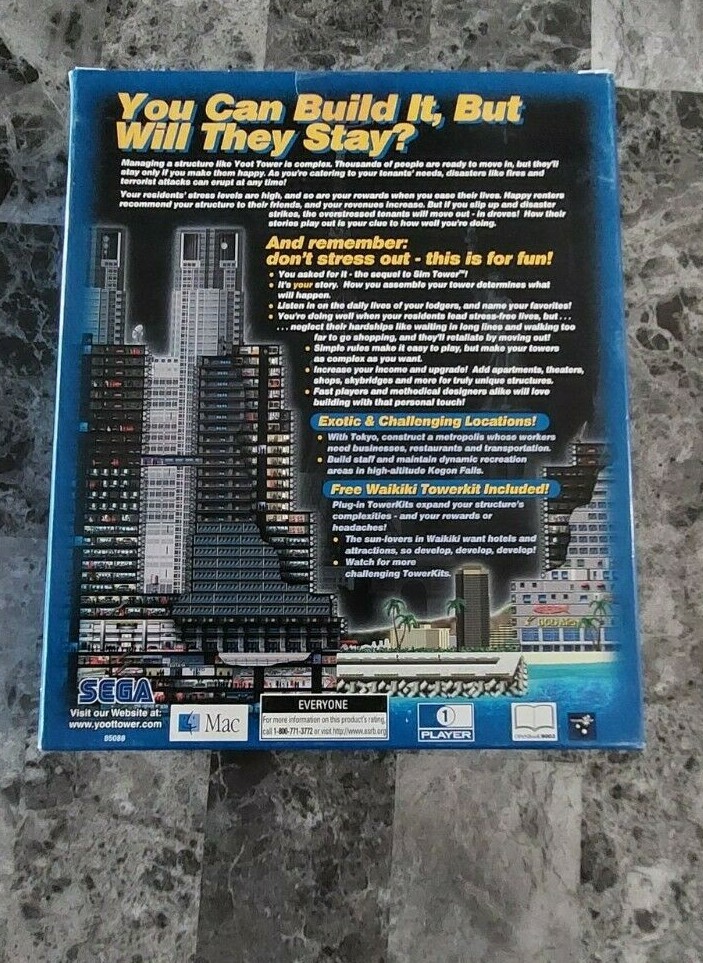 You Can Build It, But
Will They Stay?
Managing a structure like Yoot Tower is complex. Thousands of people are ready to move in, but they'll
stay only if you make them happy. As you're catering to your tenants' needs, disasters like fires and
terrorist attacks can erupt at any time!
Your residents' stress levels are high, and so are your rewards when you ease their lives. Happy renters
recommend your structure to their friends, and your revenues increase. But if you slip up and disaster
strikes, the overstressed tenants will move out - in droves! How their
stories play out is your clue to how well you're doing.
And remember:
don't stress out - this is for fun!
• You asked for it - the sequel to Sim Tower™!
• It's your story. How you assemble your tower determines what
will happen.
• Listen in on the daily lives of your lodgers, and name your favorites!
• You're doing well when your residents lead stress-free lives, but . . .
. . . neglect their hardships like waiting in long lines and walking too
far to go shopping, and they'll retaliate by moving out!
• Simple rules make it easy to play, but make your towers
as complex as you want.
• Increase your income and upgrade! Add apartments, theaters,
shops, skybridges and more for truly unique structures.
• Fast players and methodical designers alike will love
building with that personal touch!
Exotic & Challenging Locations!
• With Tokyo, construct a metropolis whose workers
need businesses, restaurants and transportation.
• Build staff and maintain dynamic recreation
areas in high-altitude Kegon Falls.
Free Waikiki Towerkit Included!
Plug-in TowerKits expand your structure's
complexities - and your rewards or
headaches!
• The sun-lovers in Waikiki want hotels and
attractions, so develop, develop, develop!
• Watch for more
challenging TowerKits.
SEGA
Visit our Website at:
www.yootower.com
85088
Mac
EVERYONE
For more information on this product's rating,
call 1-800-771-3772 or visit http://www.esrb.org
1
PLAYER